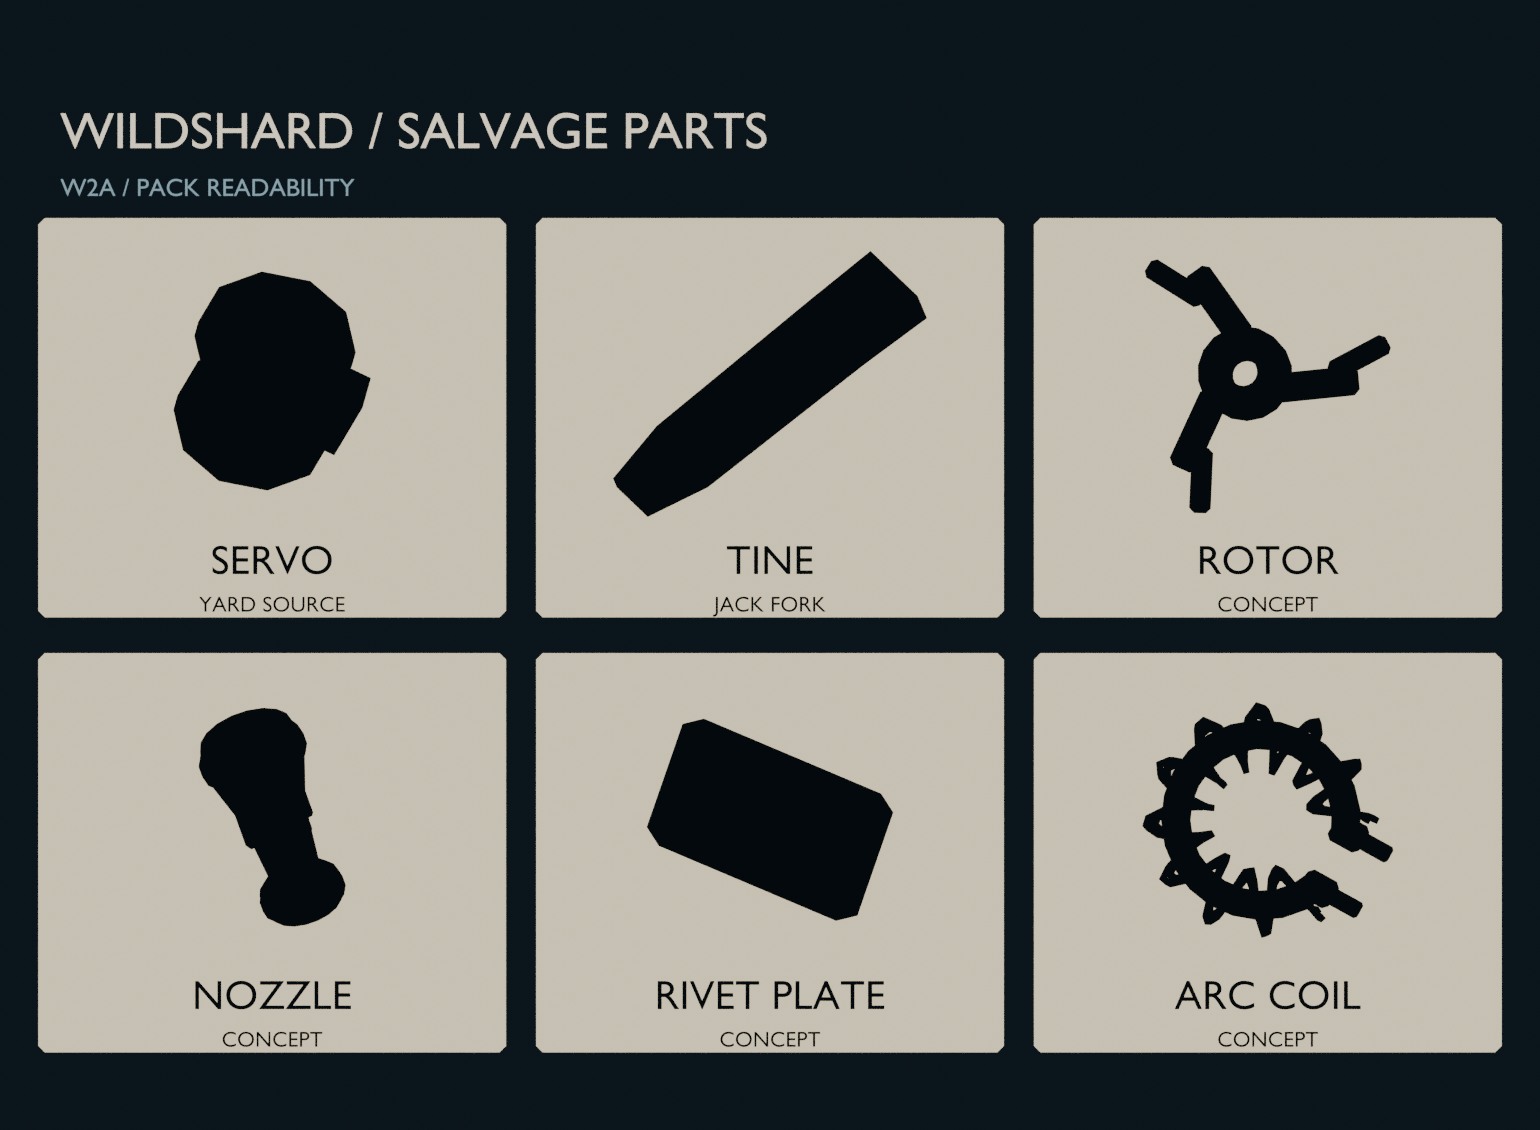 WILDSHARD / SALVAGE PARTS
W2A / PACK READABILITY
SERVO
YARD SOURCE
TINE
JACK FORK
ROTOR
CONCEPT
NOZZLE
CONCEPT
RIVET PLATE
CONCEPT
ARC COIL
CONCEPT